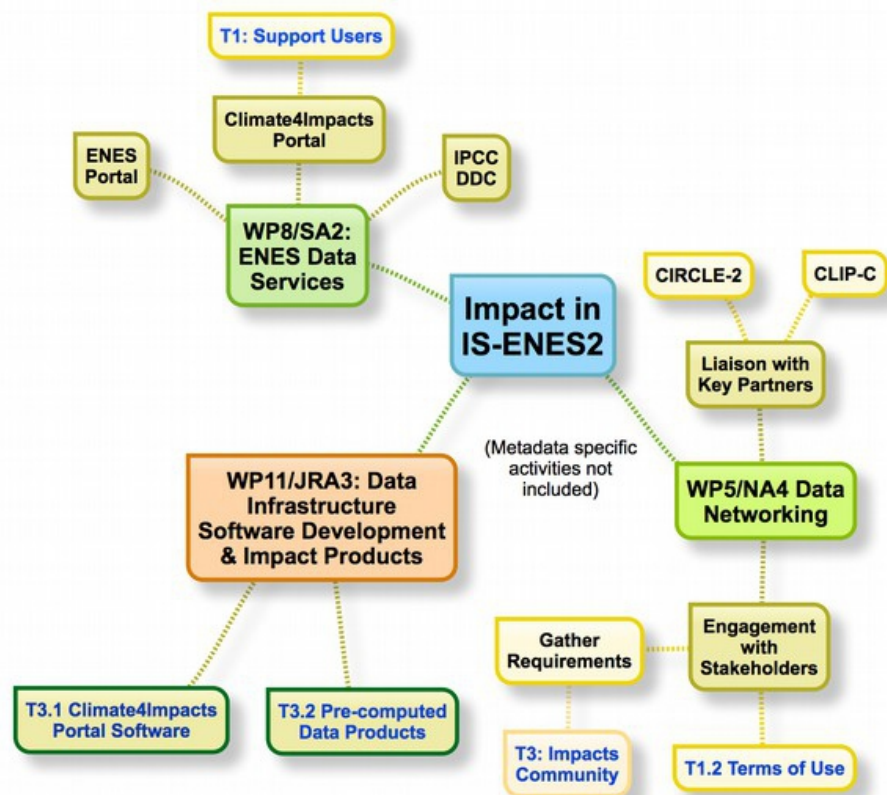 T1: Support Users
Climate4Impacts
Portal
ENES
Portal
IPCC
DDC
WP8/SA2:
ENES Data
Services
Impact in
IS-ENES2
CIRCLE-2
CLIP-C
Liaison with
Key Partners
(Metadata specific
activities not
included)
WP11/JRA3: Data
Infrastructure
Software Development
& Impact Products
WP5/NA4 Data
Networking
Gather
Requirements
Engagement
with
Stakeholders
T3.1 Climate4Impacts
Portal Software
T3.2 Pre-computed
Data Products
T3: Impacts
Community
T1.2 Terms of Use